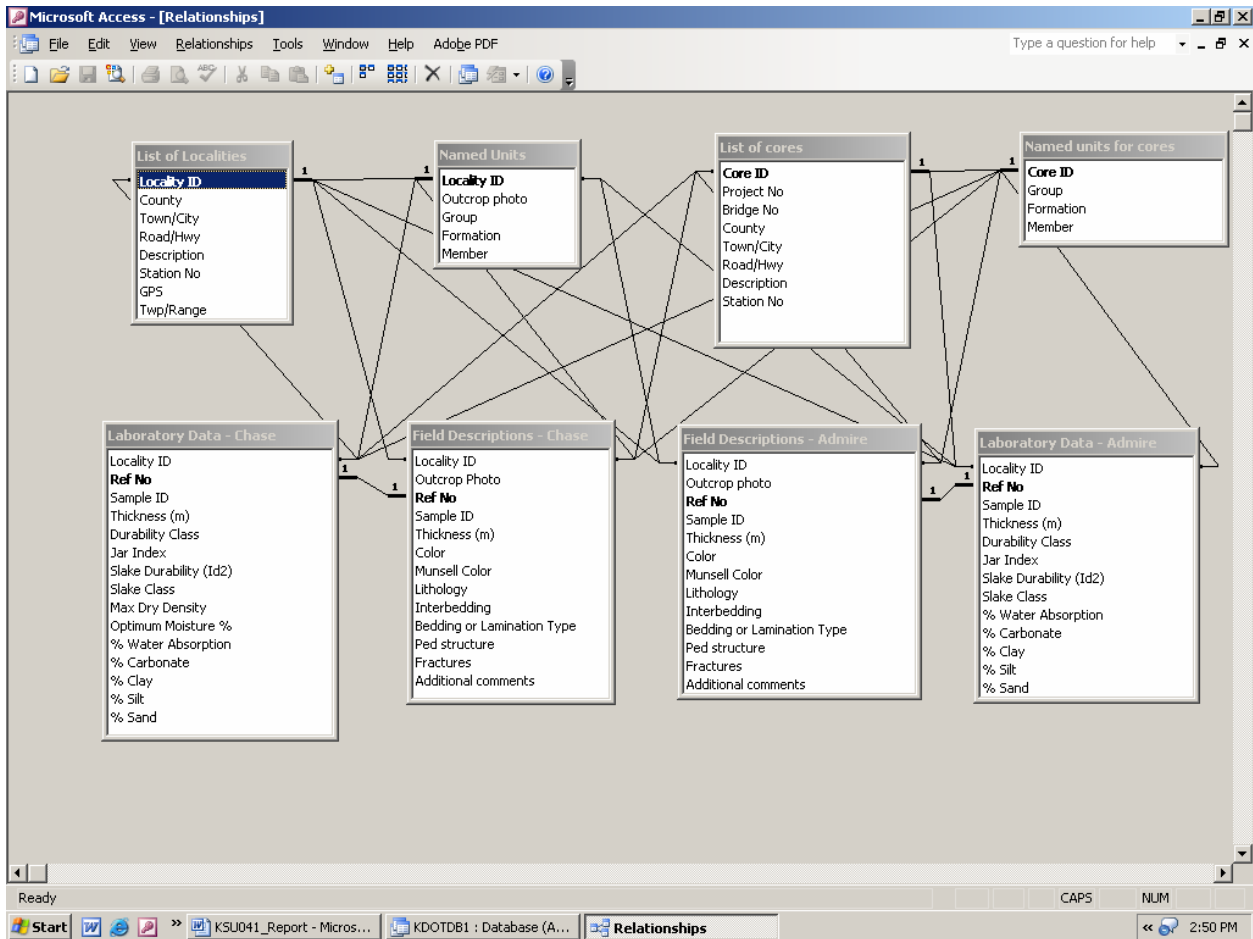 Microsoft Access - [Relationships]
File Edit View Relationships Tools Window Help Adobe PDF
Type a question for help
List of Localities
Locality ID
County
Town/City
Road/Hwy
Description
Station No
GPS
Twp/Range
1
Named Units
Locality ID
Outcrop photo
Group
Formation
Member
1
List of cores
Core ID
Project No
Bridge No
County
Town/City
Road/Hwy
Description
Station No
1
Named units for cores
Core ID
Group
Formation
Member
1
Laboratory Data - Chase
Locality ID
Ref No
Sample ID
Thickness (m)
Durability Class
Jar Index
Slake Durability (Id2)
Slake Class
Max Dry Density
Optimum Moisture %
% Water Absorption
% Carbonate
% Clay
% Silt
% Sand
1
Field Descriptions - Chase
Locality ID
Outcrop Photo
Ref No
Sample ID
Thickness (m)
Color
Munsell Color
Lithology
Interbedding
Bedding or Lamination Type
Ped structure
Fractures
Additional comments
1
Field Descriptions - Admire
Locality ID
Outcrop photo
Ref No
Sample ID
Thickness (m)
Color
Munsell Color
Lithology
Interbedding
Bedding or Lamination Type
Ped structure
Fractures
Additional comments
1
Laboratory Data - Admire
Locality ID
Ref No
Sample ID
Thickness (m)
Durability Class
Jar Index
Slake Durability (Id2)
Slake Class
% Water Absorption
% Carbonate
% Clay
% Silt
% Sand
1
Ready
CAPS NUM
Start
KSU041_Report - Micros...
KDOTDB1 : Database (A...
Relationships
2:50 PM